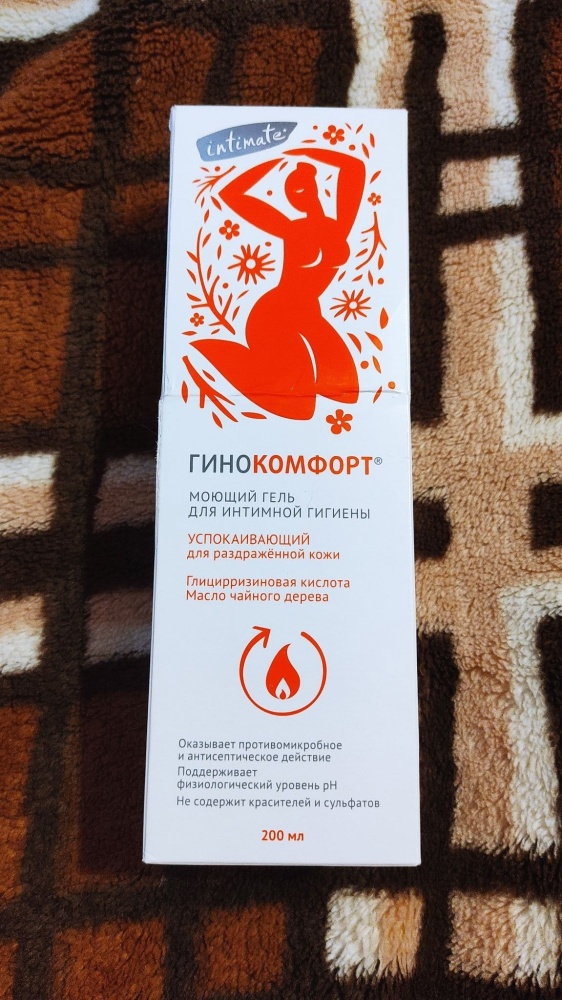 intimate®
ГИНОКОМФОРТ®
МОЮЩИЙ ГЕЛЬ
ДЛЯ ИНТИМНОЙ ГИГИЕНЫ
УСПОКАИВАЮЩИЙ
для раздражённой кожи
Глицирризиновая кислота
Масло чайного дерева
Оказывает противомикробное
и антисептическое действие
Поддерживает
физиологический уровень pH
Не содержит красителей и сульфатов
200 мл